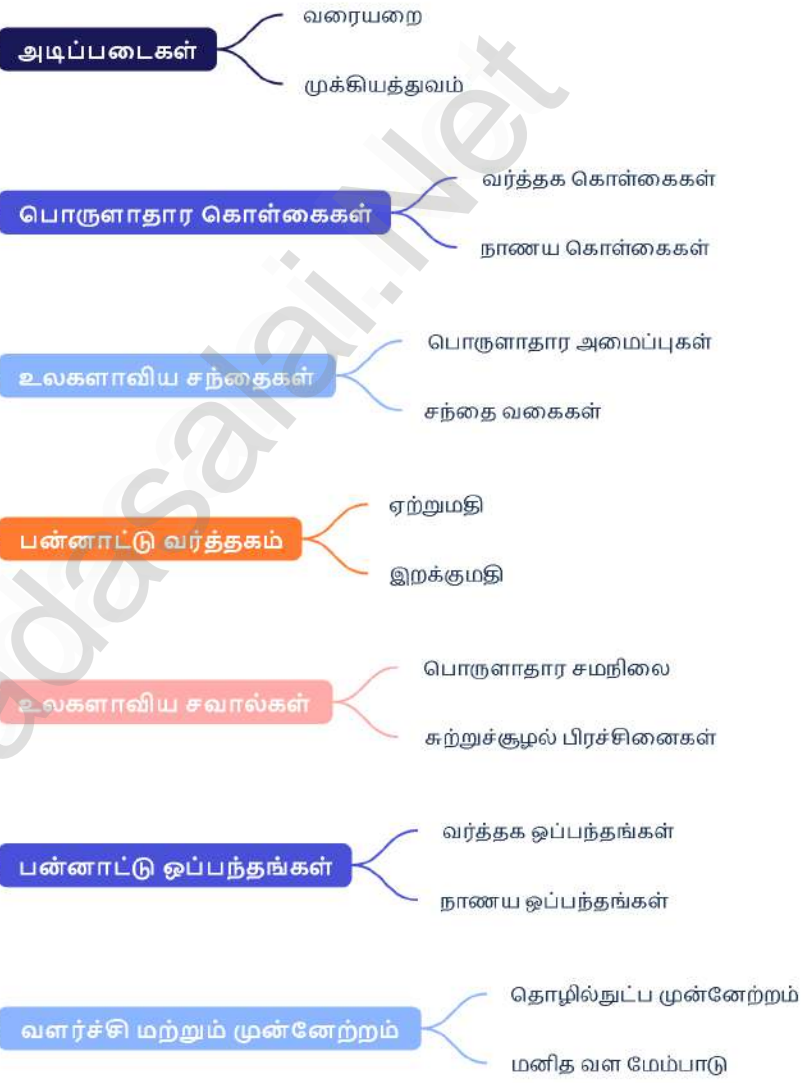 வரையறை
அடிப்படைகள்
முக்கியத்துவம்
வர்த்தக கொள்கைகள்
பொருளாதார கொள்கைகள்
நாணய கொள்கைகள்
பொருளாதார அமைப்புகள்
உலகளாவிய சந்தைகள்
சந்தை வகைகள்
ஏற்றுமதி
பன்னாட்டு வர்த்தகம்
இறக்குமதி
பொருளாதார சமநிலை
உலகளாவிய சவால்கள்
சுற்றுச்சூழல் பிரச்சினைகள்
வர்த்தக ஒப்பந்தங்கள்
பன்னாட்டு ஒப்பந்தங்கள்
நாணய ஒப்பந்தங்கள்
தொழில்நுட்ப முன்னேற்றம்
வளர்ச்சி மற்றும் முன்னேற்றம்
மனித வள மேம்பாடு
adasalai.Net